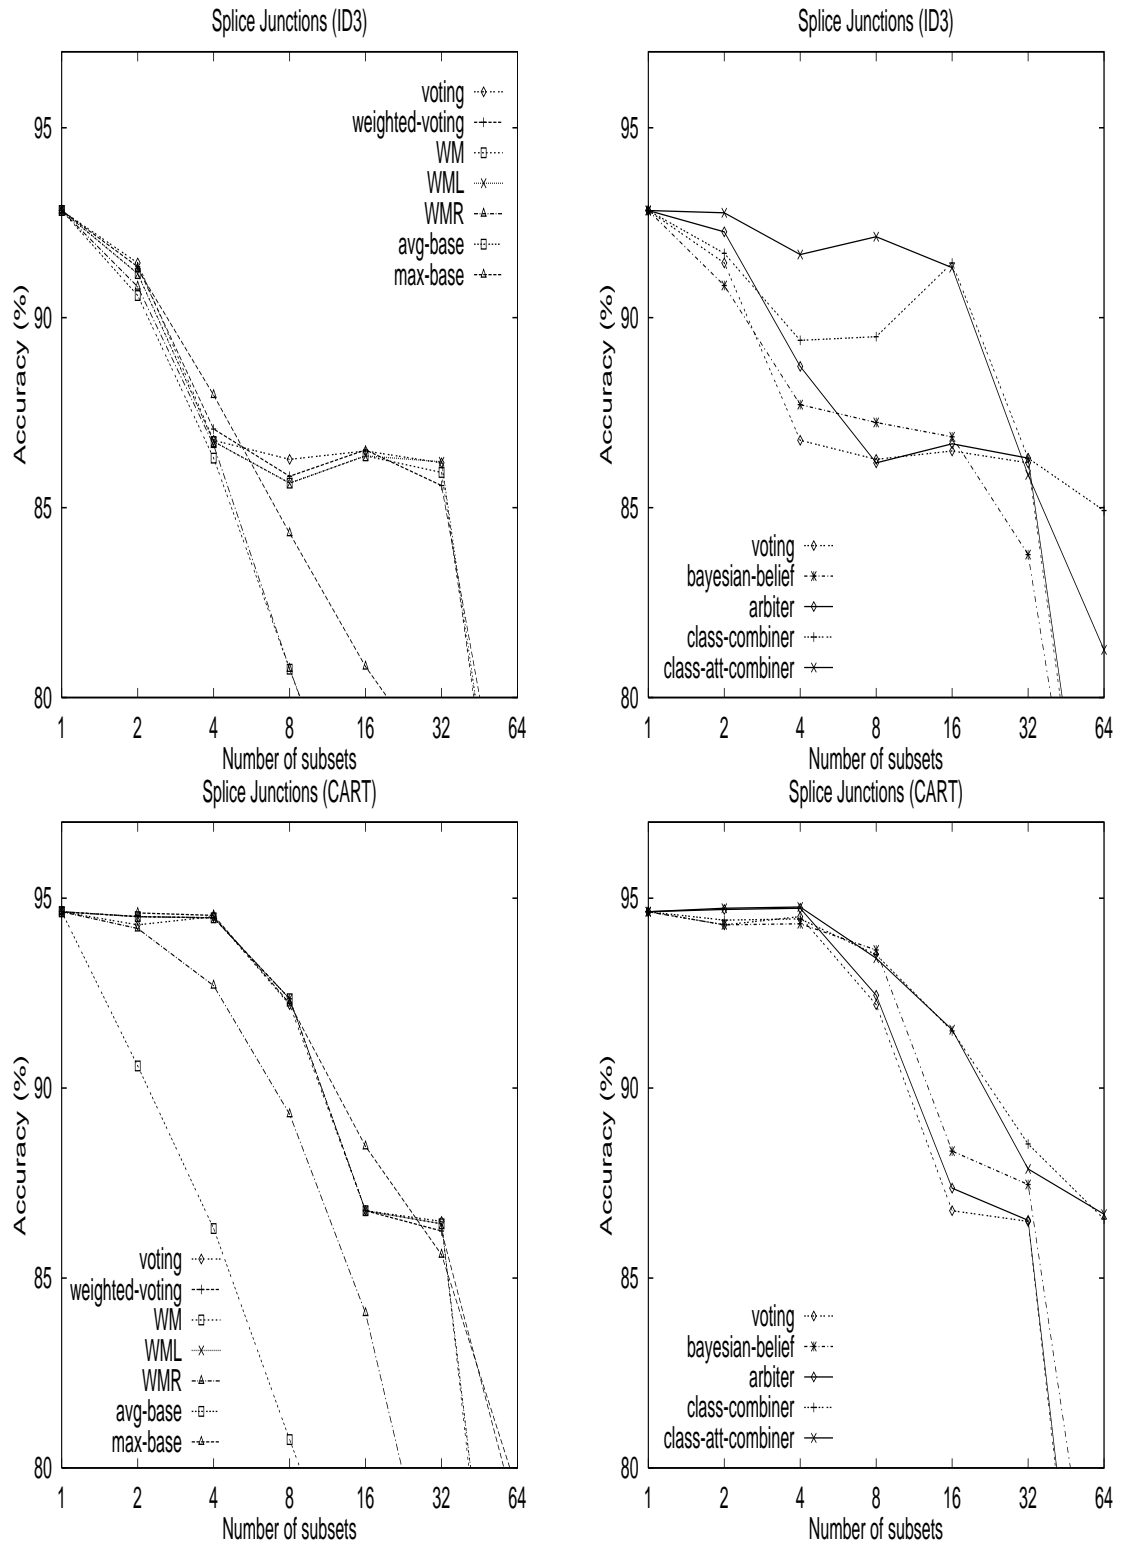 Splice Junctions (ID3)
voting
weighted-voting
WM
WML
WMR
avg-base
max-base
Accuracy (%)
95
90
85
80
1 2 4 8 16 32 64
Number of subsets
Splice Junctions (ID3)
voting
bayesian-belief
arbiter
class-combiner
class-att-combiner
Accuracy (%)
95
90
85
80
1 2 4 8 16 32 64
Number of subsets
Splice Junctions (CART)
voting
weighted-voting
WM
WML
WMR
avg-base
max-base
Accuracy (%)
95
90
85
80
1 2 4 8 16 32 64
Number of subsets
Splice Junctions (CART)
voting
bayesian-belief
arbiter
class-combiner
class-att-combiner
Accuracy (%)
95
90
85
80
1 2 4 8 16 32 64
Number of subsets